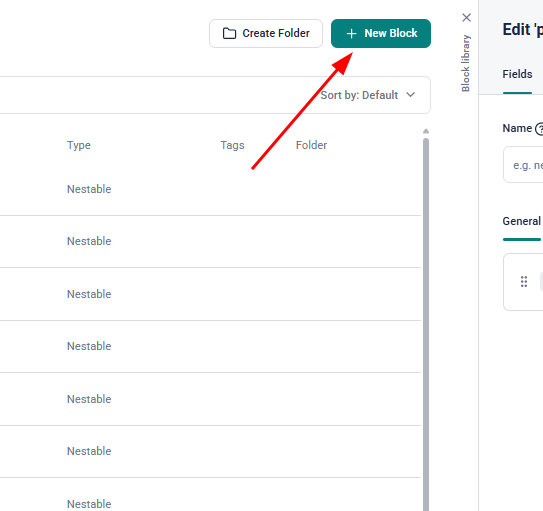 Create Folder
New Block
Block library
Edit 'p
Sort by: Default
Fields
Type
Tags
Folder
Name
e.g. ne
General
Nestable
Nestable
Nestable
Nestable
Nestable
Nestable
Nestable